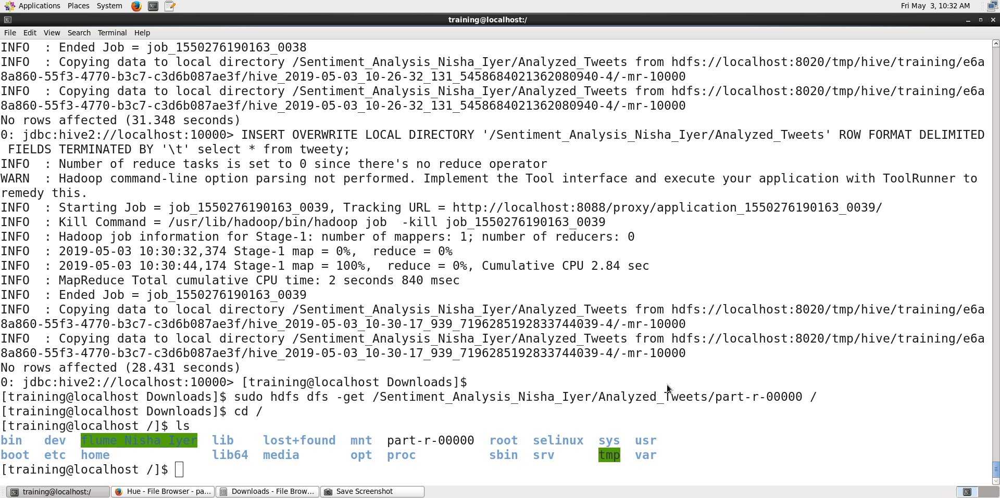 Applications Places System Fri May 3, 10:32 AM
training@localhost:/
File Edit View Search Terminal Help
INFO  : Ended Job = job_1550276190163_0038
INFO  : Copying data to local directory /Sentiment_Analysis_Nisha_Iyer/Analyzed_Tweets from hdfs://localhost:8020/tmp/hive/training/e6a
8a860-55f3-4770-b3c7-c3d6b087ae3f/hive_2019-05-03_10-26-32_131_5458684021362080940-4/-mr-10000
INFO  : Copying data to local directory /Sentiment_Analysis_Nisha_Iyer/Analyzed_Tweets from hdfs://localhost:8020/tmp/hive/training/e6a
8a860-55f3-4770-b3c7-c3d6b087ae3f/hive_2019-05-03_10-26-32_131_5458684021362080940-4/-mr-10000
No rows affected (31.348 seconds)
0: jdbc:hive2://localhost:10000> INSERT OVERWRITE LOCAL DIRECTORY '/Sentiment_Analysis_Nisha_Iyer/Analyzed_Tweets' ROW FORMAT DELIMITED
 FIELDS TERMINATED BY '\t' select * from tweety;
INFO  : Number of reduce tasks is set to 0 since there's no reduce operator
WARN  : Hadoop command-line option parsing not performed. Implement the Tool interface and execute your application with ToolRunner to
remedy this.
INFO  : Starting Job = job_1550276190163_0039, Tracking URL = http://localhost:8088/proxy/application_1550276190163_0039/
INFO  : Kill Command = /usr/lib/hadoop/bin/hadoop job  -kill job_1550276190163_0039
INFO  : Hadoop job information for Stage-1: number of mappers: 1; number of reducers: 0
INFO  : 2019-05-03 10:30:32,374 Stage-1 map = 0%,  reduce = 0%
INFO  : 2019-05-03 10:30:44,174 Stage-1 map = 100%,  reduce = 0%, Cumulative CPU 2.84 sec
INFO  : MapReduce Total cumulative CPU time: 2 seconds 840 msec
INFO  : Ended Job = job_1550276190163_0039
INFO  : Copying data to local directory /Sentiment_Analysis_Nisha_Iyer/Analyzed_Tweets from hdfs://localhost:8020/tmp/hive/training/e6a
8a860-55f3-4770-b3c7-c3d6b087ae3f/hive_2019-05-03_10-30-17_939_7196285192833744039-4/-mr-10000
INFO  : Copying data to local directory /Sentiment_Analysis_Nisha_Iyer/Analyzed_Tweets from hdfs://localhost:8020/tmp/hive/training/e6a
8a860-55f3-4770-b3c7-c3d6b087ae3f/hive_2019-05-03_10-30-17_939_7196285192833744039-4/-mr-10000
No rows affected (28.431 seconds)
0: jdbc:hive2://localhost:10000> [training@localhost Downloads]$
[training@localhost Downloads]$ sudo hdfs dfs -get /Sentiment_Analysis_Nisha_Iyer/Analyzed_Tweets/part-r-00000 /
[training@localhost Downloads]$ cd /
[training@localhost /]$ ls
bin   dev  flume_Nisha_Iyer  lib    lost+found  mnt  part-r-00000  root  selinux  sys  usr
boot  etc  home              lib64  media       opt  proc          sbin  srv      tmp  var
[training@localhost /]$
training@localhost:/ Hue - File Browser - pa... Downloads - File Brow... Save Screenshot